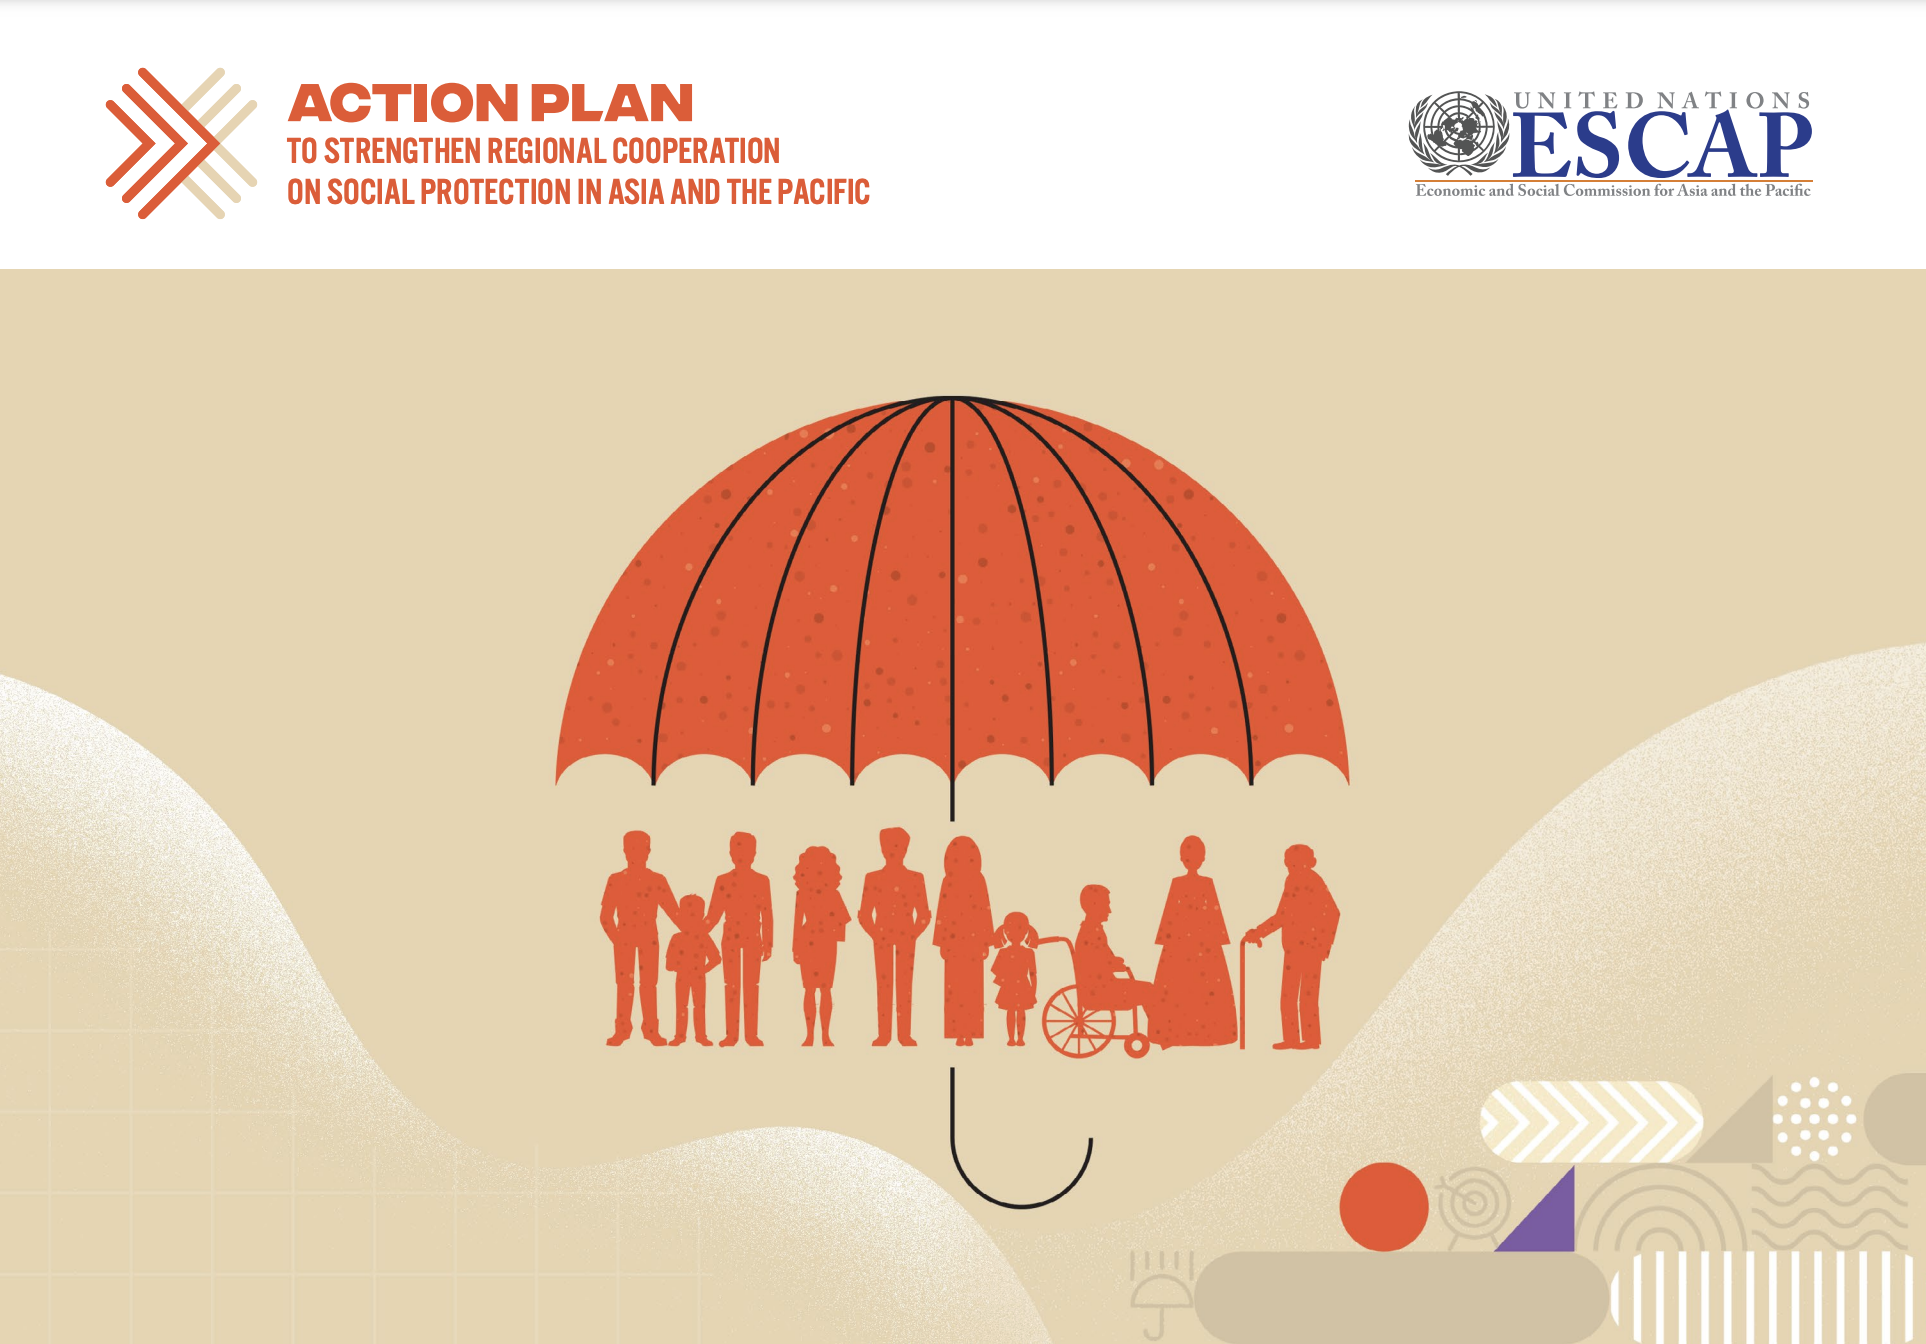 ACTION PLAN
TO STRENGTHEN REGIONAL COOPERATION
ON SOCIAL PROTECTION IN ASIA AND THE PACIFIC
UNITED NATIONS
ESCAP
Economic and Social Commission for Asia and the Pacific